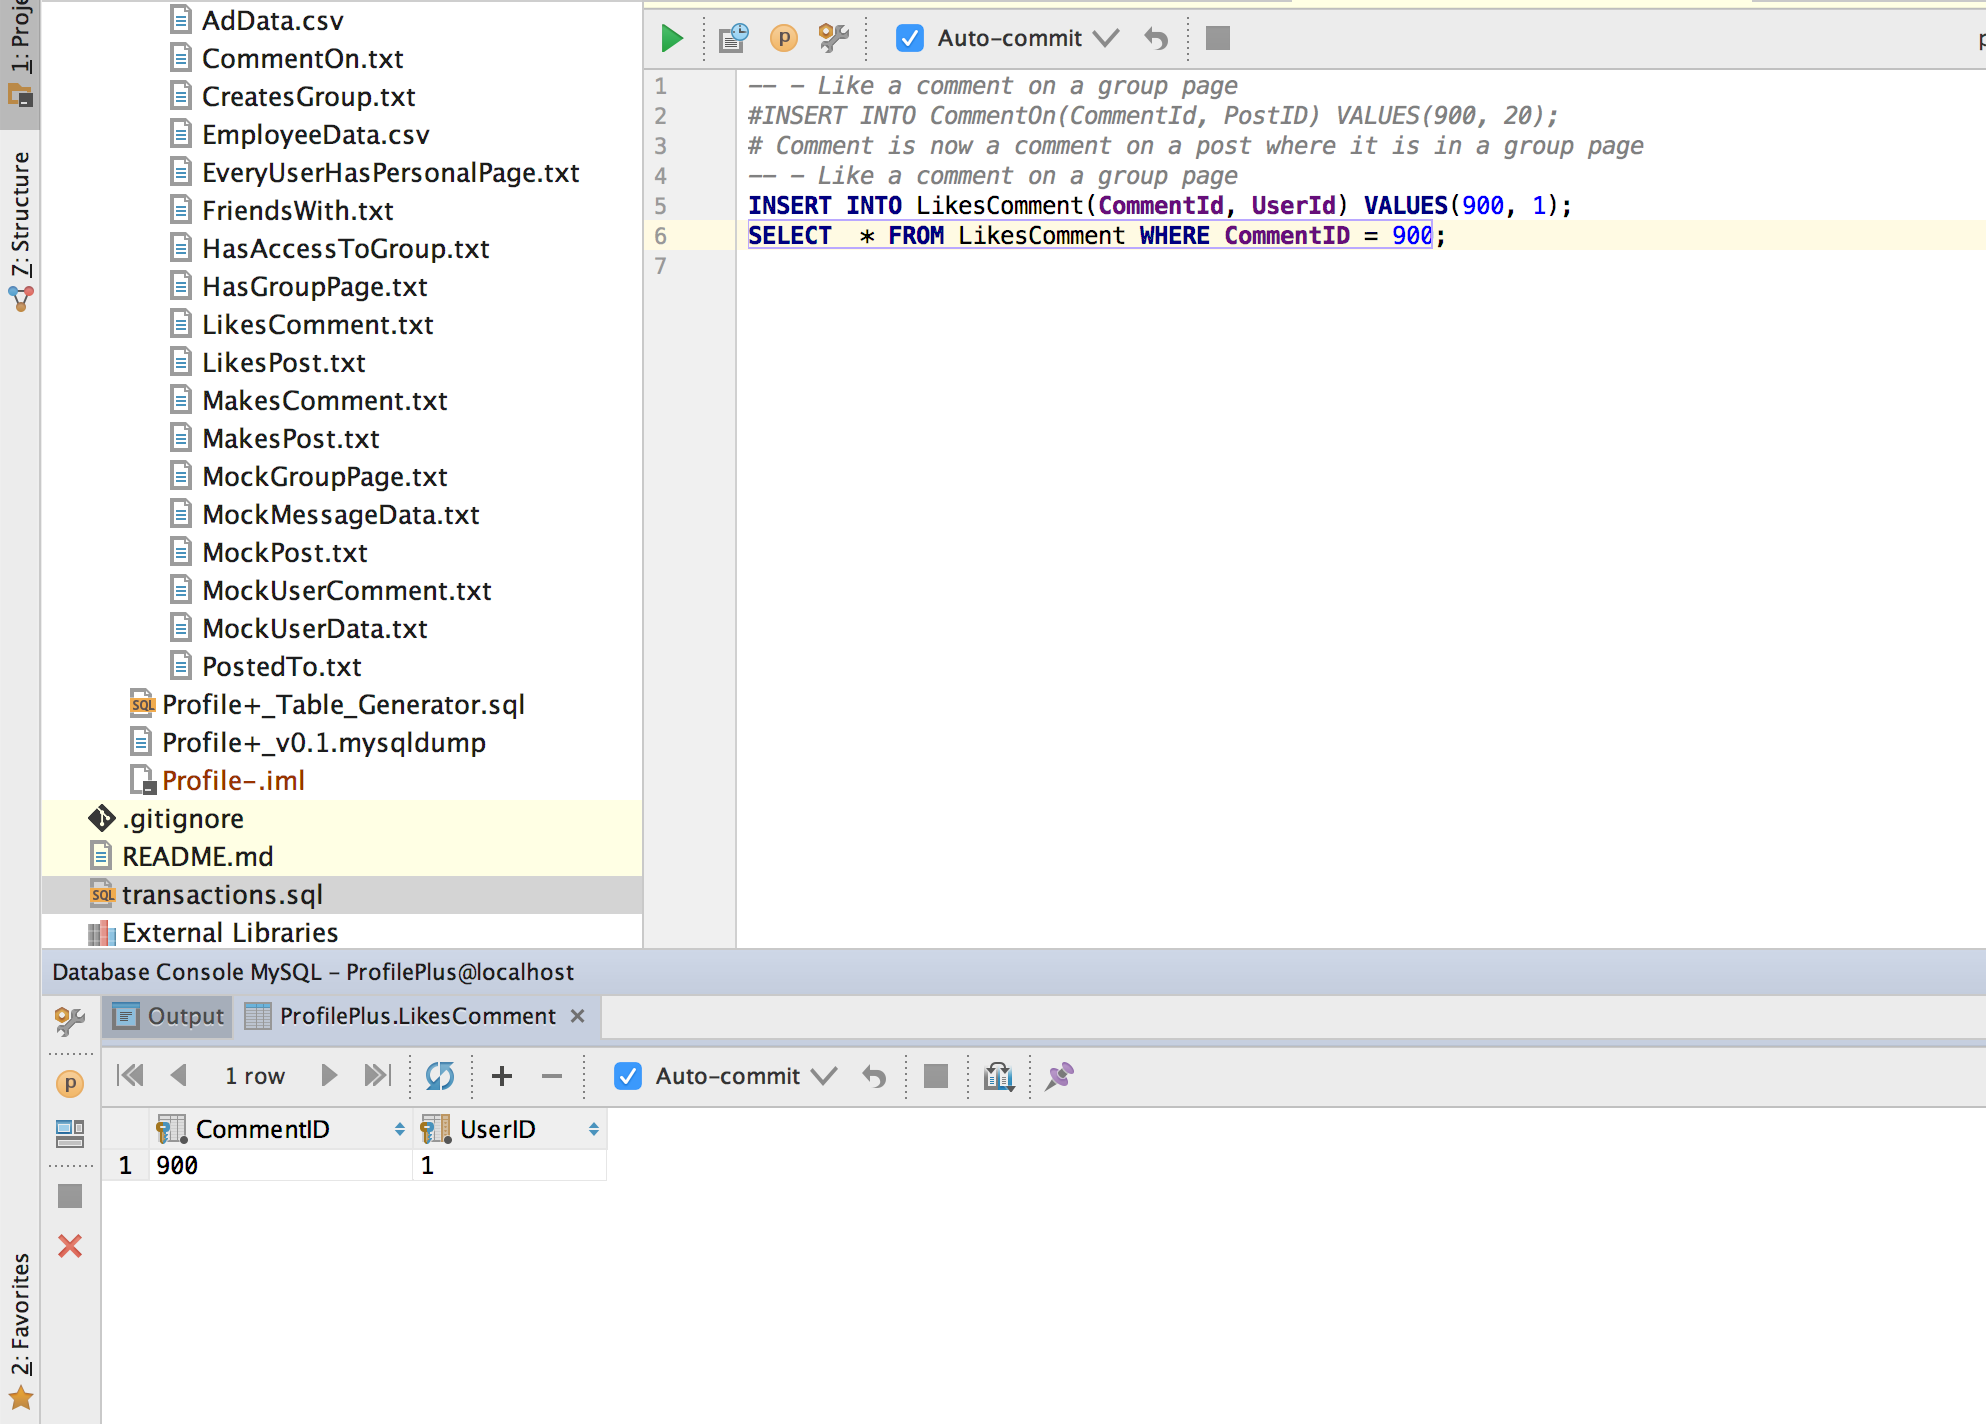 1: Proje
7: Structure
2: Favorites
AdData.csv
CommentOn.txt
CreatesGroup.txt
EmployeeData.csv
EveryUserHasPersonalPage.txt
FriendsWith.txt
HasAccessToGroup.txt
HasGroupPage.txt
LikesComment.txt
LikesPost.txt
MakesComment.txt
MakesPost.txt
MockGroupPage.txt
MockMessageData.txt
MockPost.txt
MockUserComment.txt
MockUserData.txt
PostedTo.txt
SQL Profile+_Table_Generator.sql
Profile+_v0.1.mysqldump
Profile-.iml
.gitignore
README.md
SQL transactions.sql
External Libraries
p Auto-commit
1 -- - Like a comment on a group page
2 #INSERT INTO CommentOn(CommentId, PostID) VALUES(900, 20);
3 # Comment is now a comment on a post where it is in a group page
4 -- - Like a comment on a group page
5 INSERT INTO LikesComment(CommentId, UserId) VALUES(900, 1);
6 SELECT  * FROM LikesComment WHERE CommentID = 900;
7
Database Console MySQL - ProfilePlus@localhost
Output ProfilePlus.LikesComment ×
p
1 row Auto-commit
CommentID UserID
1 900 1